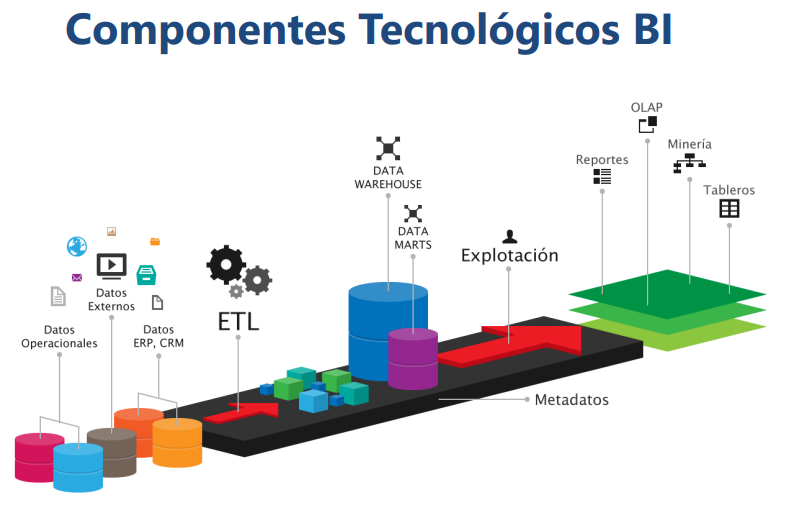 Componentes Tecnológicos BI
OLAP
Minería
Reportes
Tableros
DATA
WAREHOUSE
DATA
MARTS
Explotación
Datos
Externos
ETL
Datos
Operacionales
Datos
ERP, CRM
Metadatos